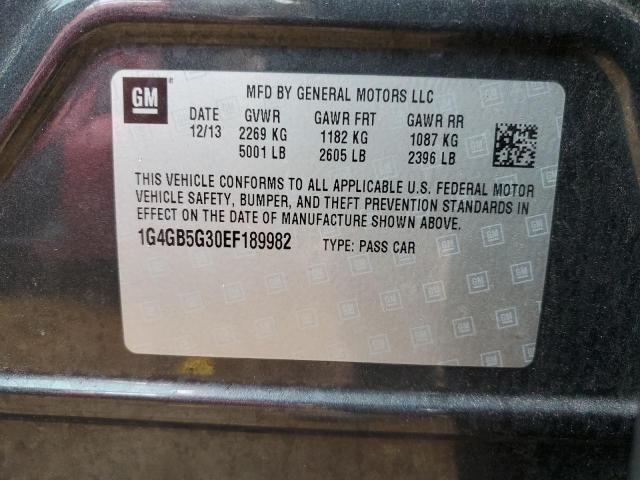 GM
MFD BY GENERAL MOTORS LLC
DATE GVWR GAWR FRT GAWR RR
12/13 2269 KG 1182 KG 1087 KG
5001 LB 2605 LB 2396 LB
THIS VEHICLE CONFORMS TO ALL APPLICABLE U.S. FEDERAL MOTOR
VEHICLE SAFETY, BUMPER, AND THEFT PREVENTION STANDARDS IN
EFFECT ON THE DATE OF MANUFACTURE SHOWN ABOVE.
1G4GB5G30EF189982 TYPE: PASS CAR